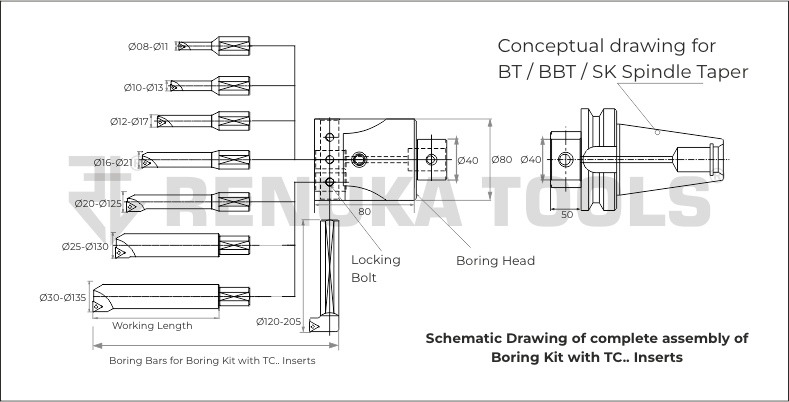 Conceptual drawing for
BT / BBT / SK Spindle Taper
Ø08-Ø11
Ø10-Ø13
Ø12-Ø17
Ø16-Ø21
Ø20-Ø125
Ø25-Ø130
Ø30-Ø135
Working Length
Boring Bars for Boring Kit with TC.. Inserts
Ø120-205
80
Ø40
Ø80
Ø40
50
Locking
Bolt
Boring Head
RENUKA TOOLS
Schematic Drawing of complete assembly of
Boring Kit with TC.. Inserts